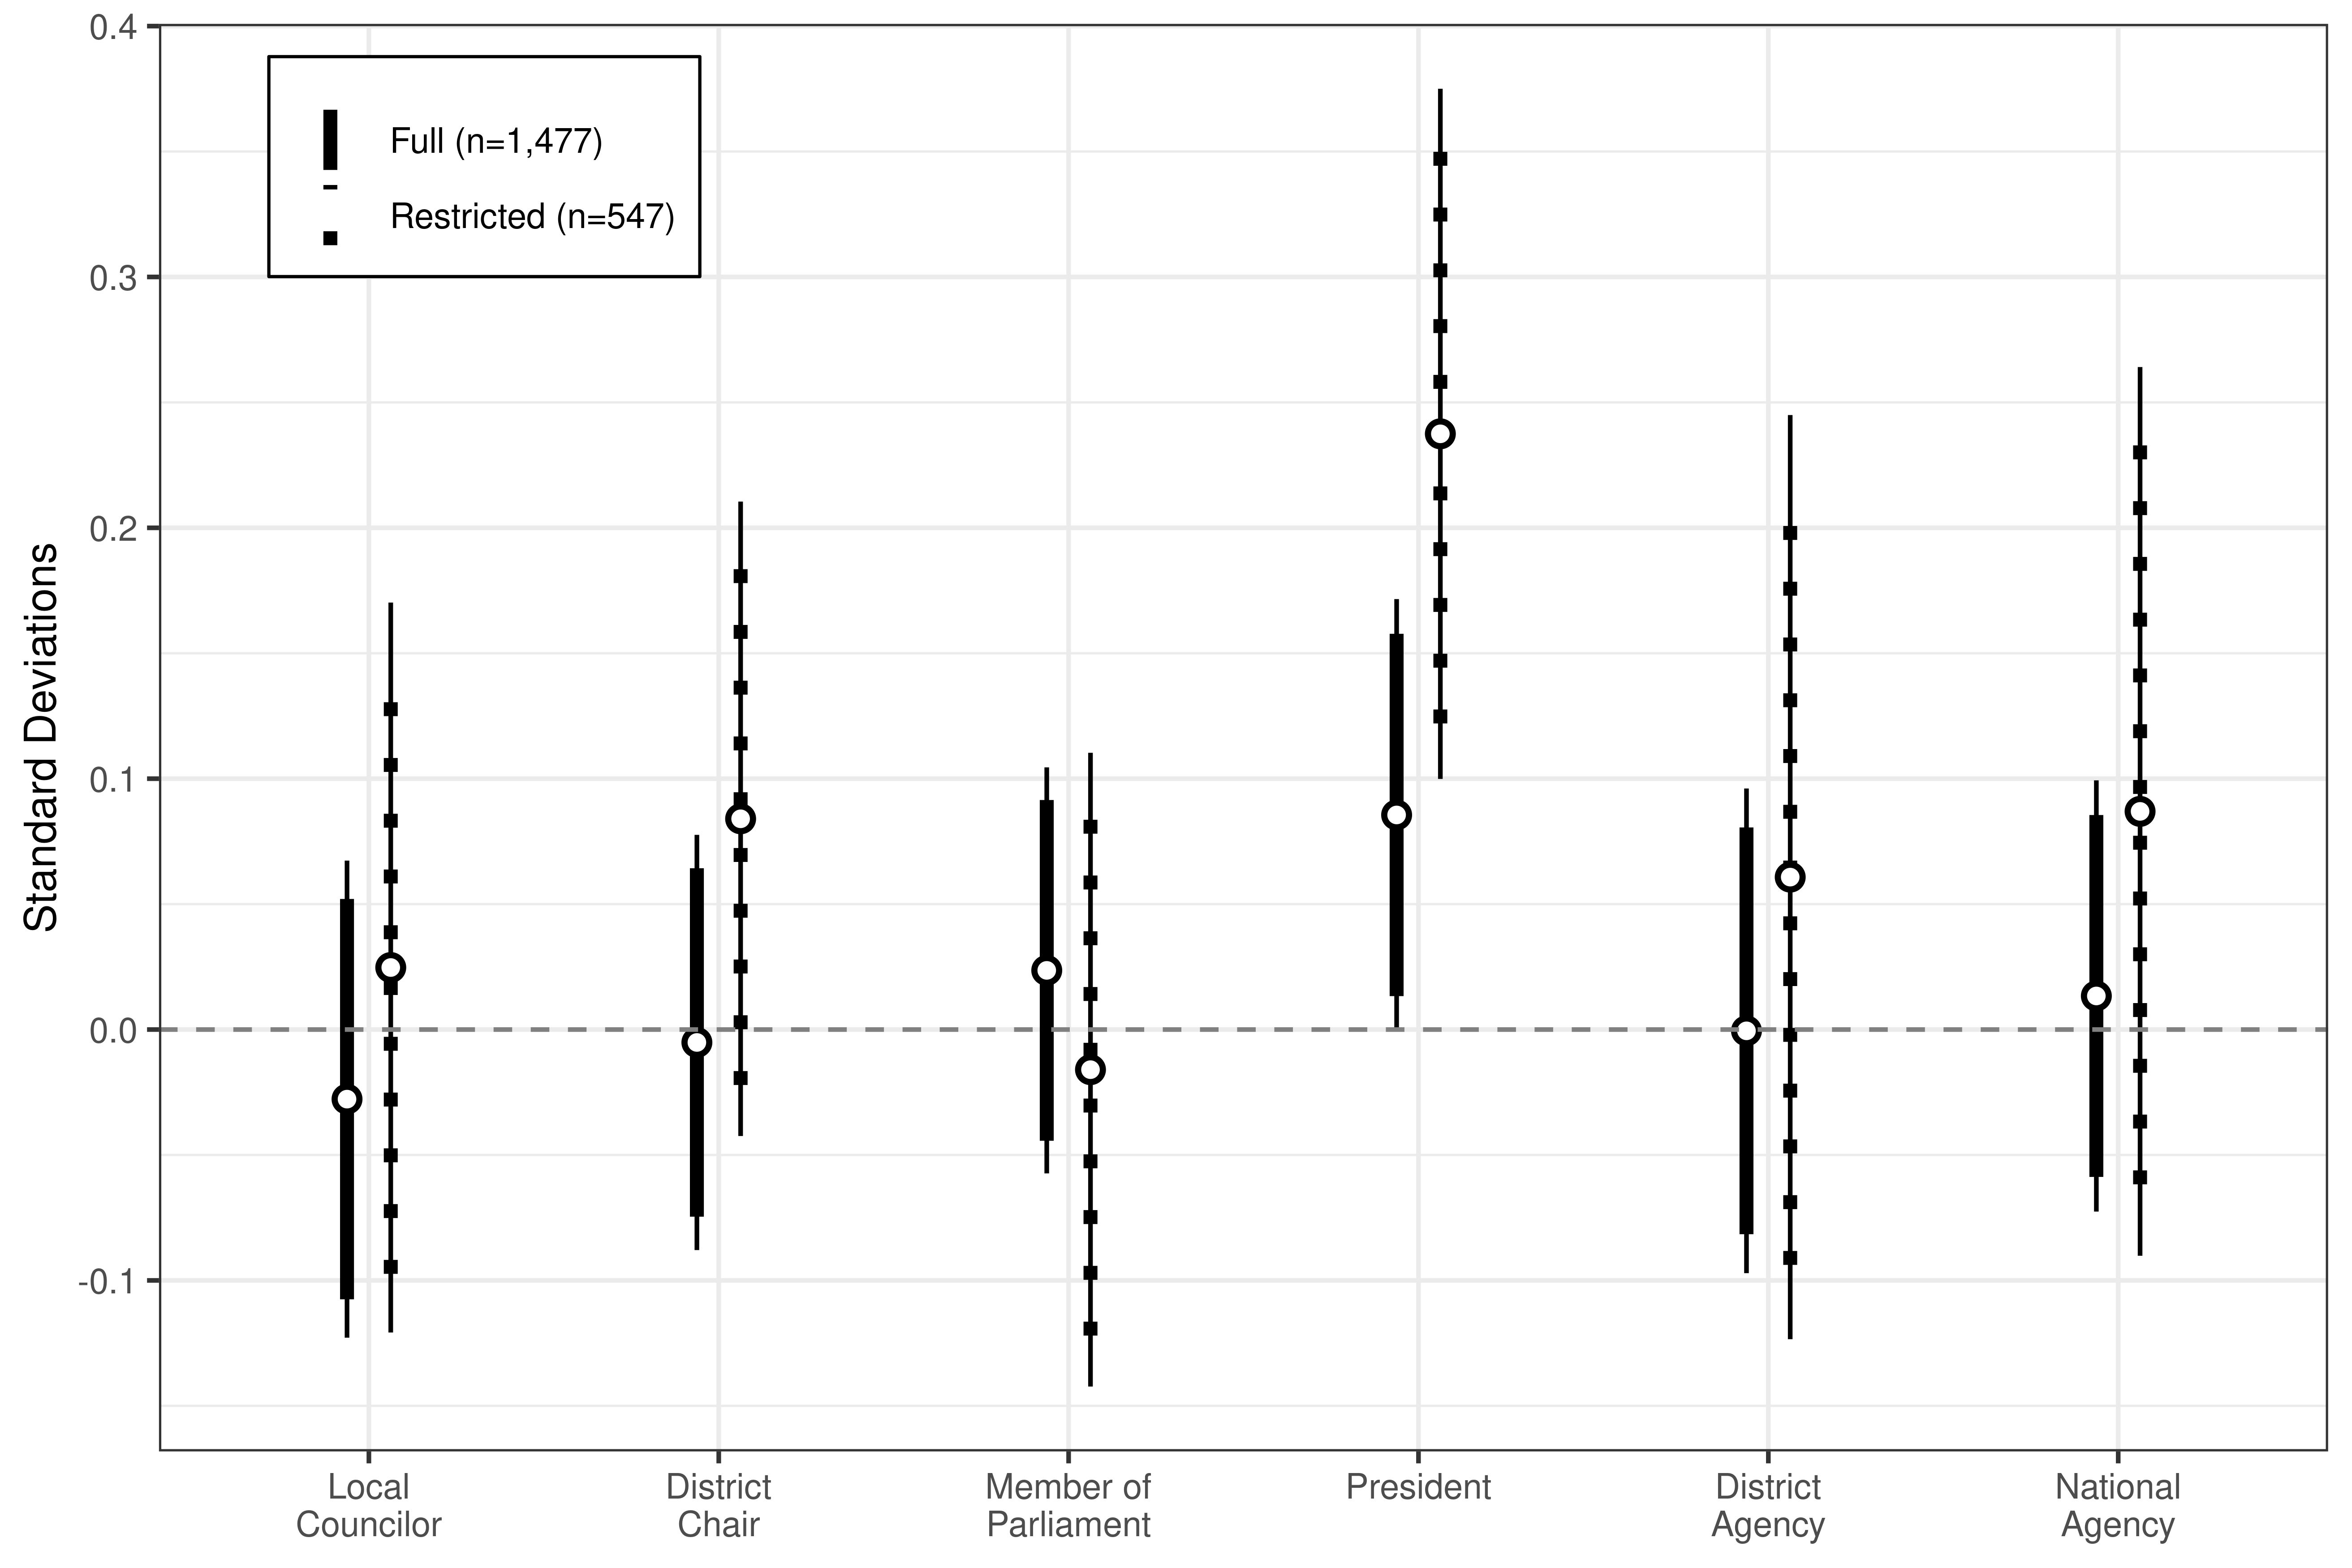 0.4
0.3
0.2
0.1
0.0
-0.1
Standard Deviations
Full (n=1,477)
Restricted (n=547)
Local
Councilor
District
Chair
Member of
Parliament
President
District
Agency
National
Agency